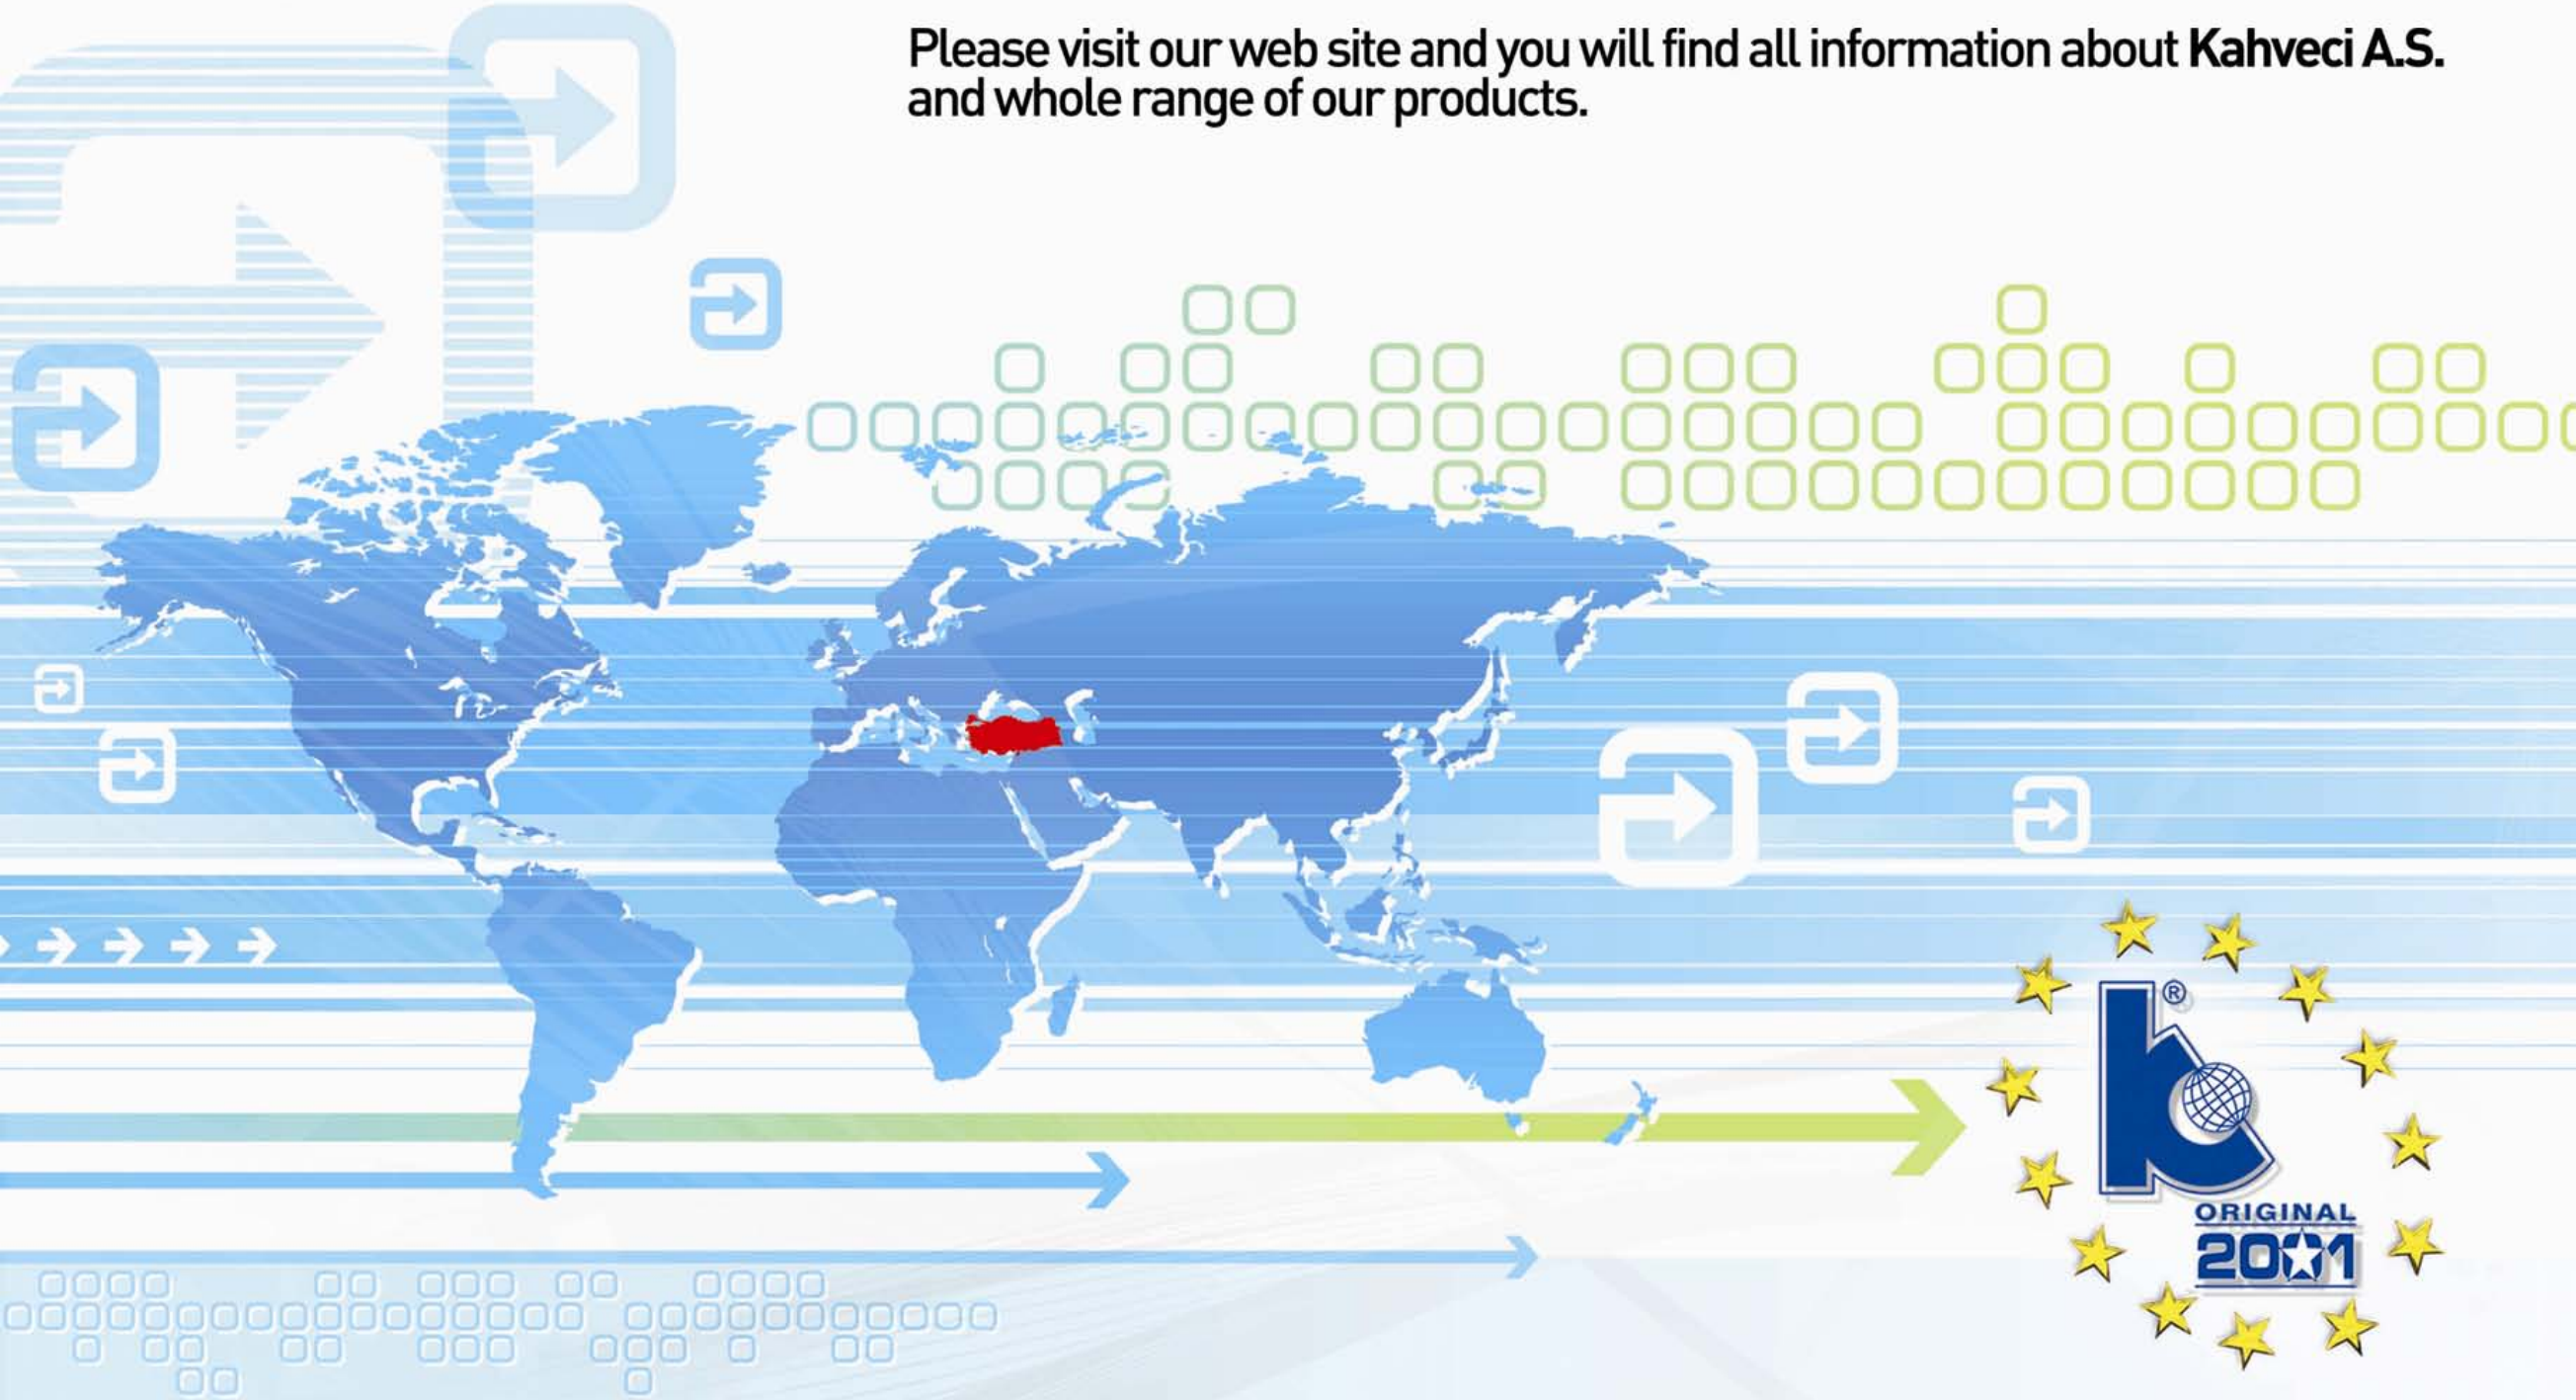 Please visit our web site and you will find all information about Kahveci A.S.
and whole range of our products.
k®
ORIGINAL
2001